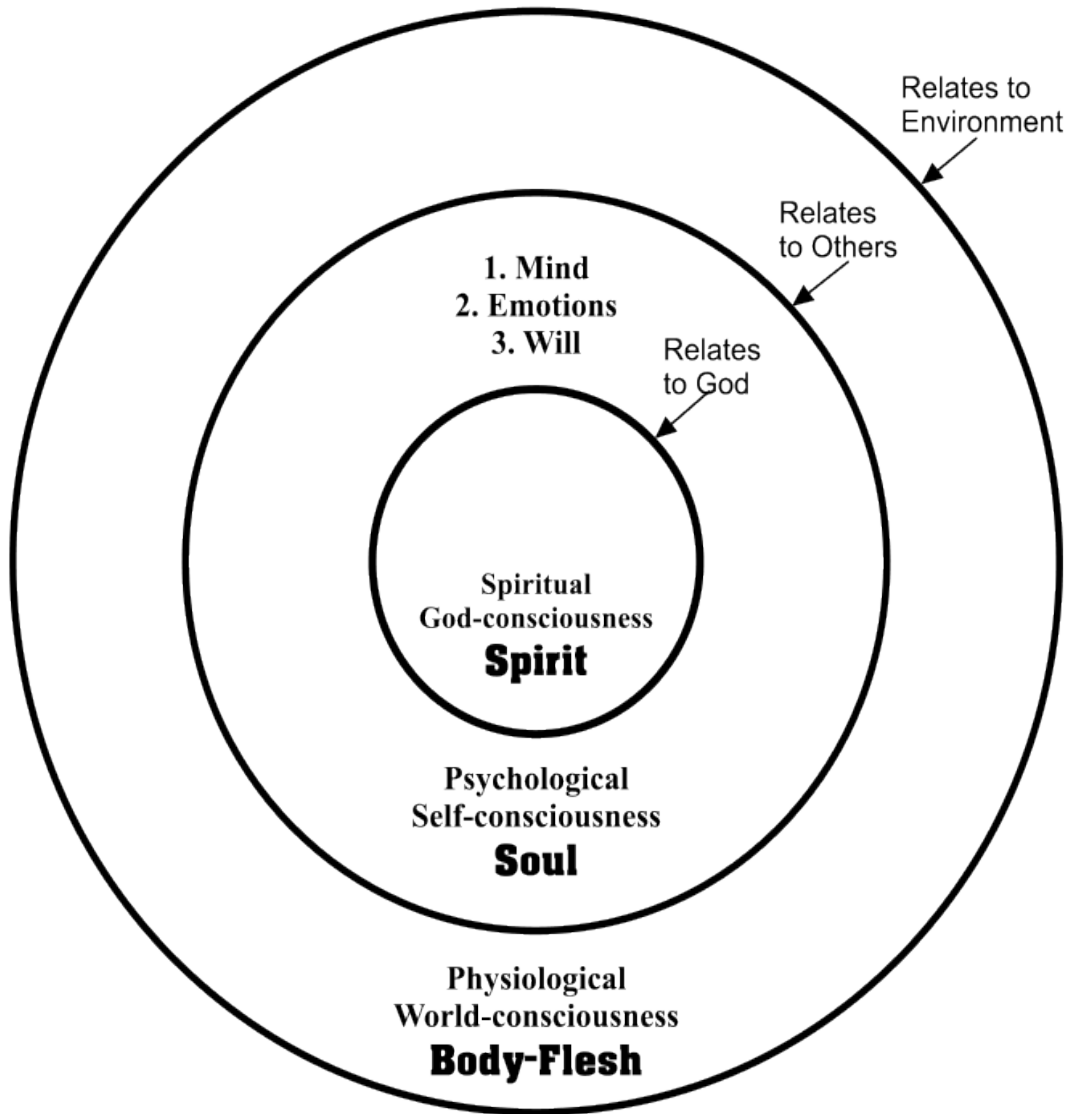 Relates to
Environment
Relates
to Others
1. Mind
2. Emotions
3. Will
Relates
to God
Spiritual
God-consciousness
Spirit
Psychological
Self-consciousness
Soul
Physiological
World-consciousness
Body-Flesh